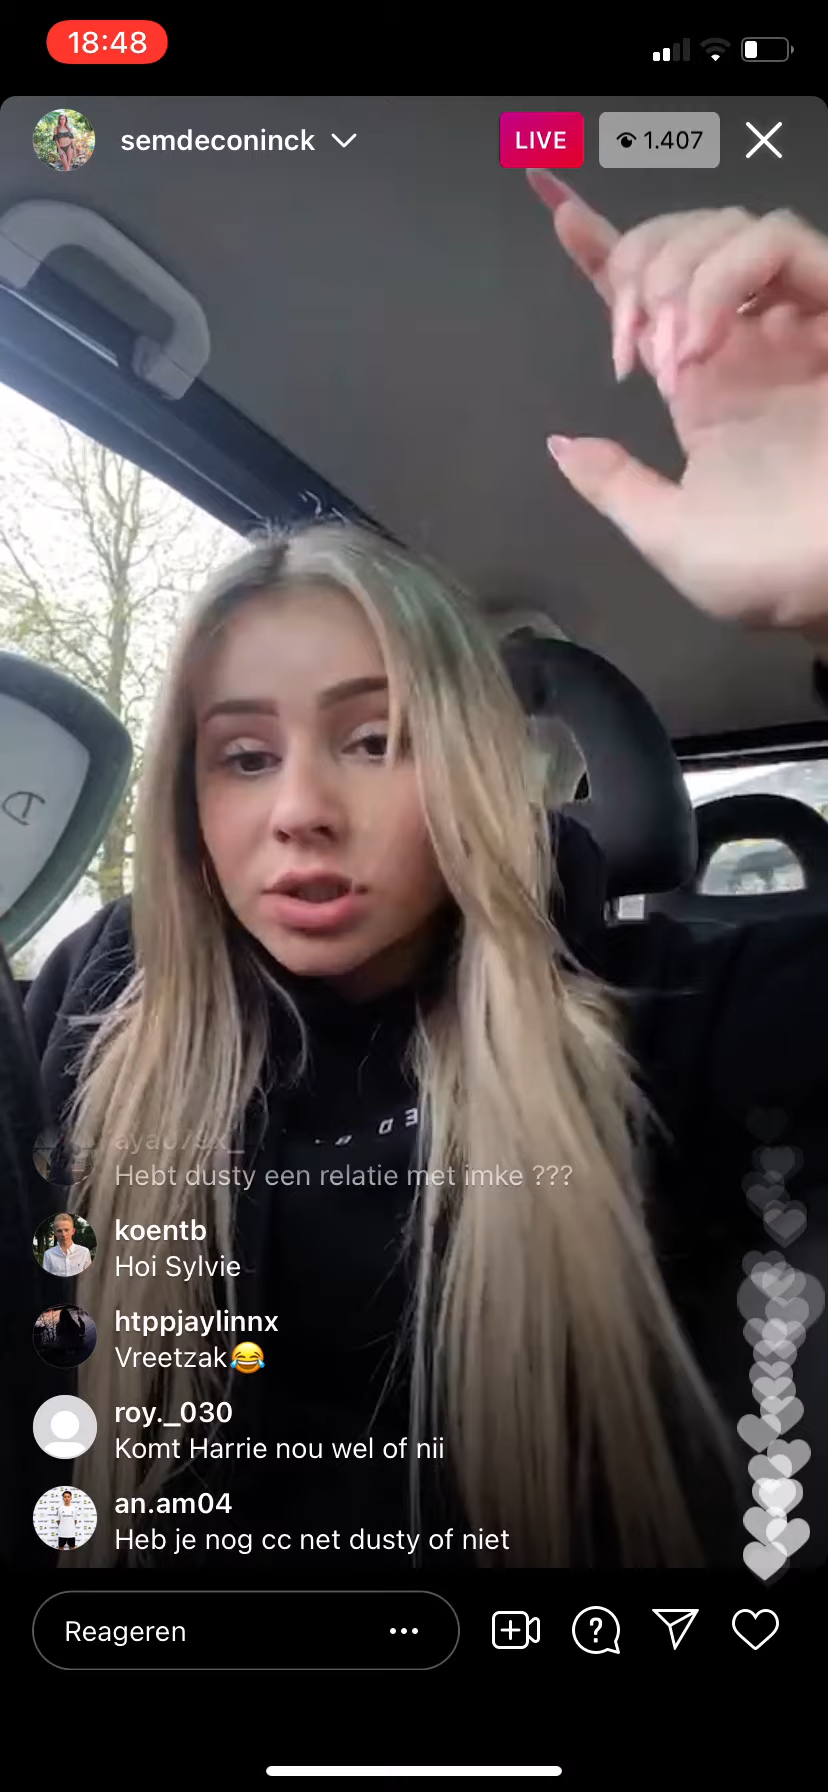 18:48
semdeconinck
LIVE
1.407
Hebt dusty een relatie met imke ???
koentb
Hoi Sylvie
htppjaylinnx
Vreetzak😂
roy._030
Komt Harrie nou wel of nii
an.am04
Heb je nog cc net dusty of niet
Reageren